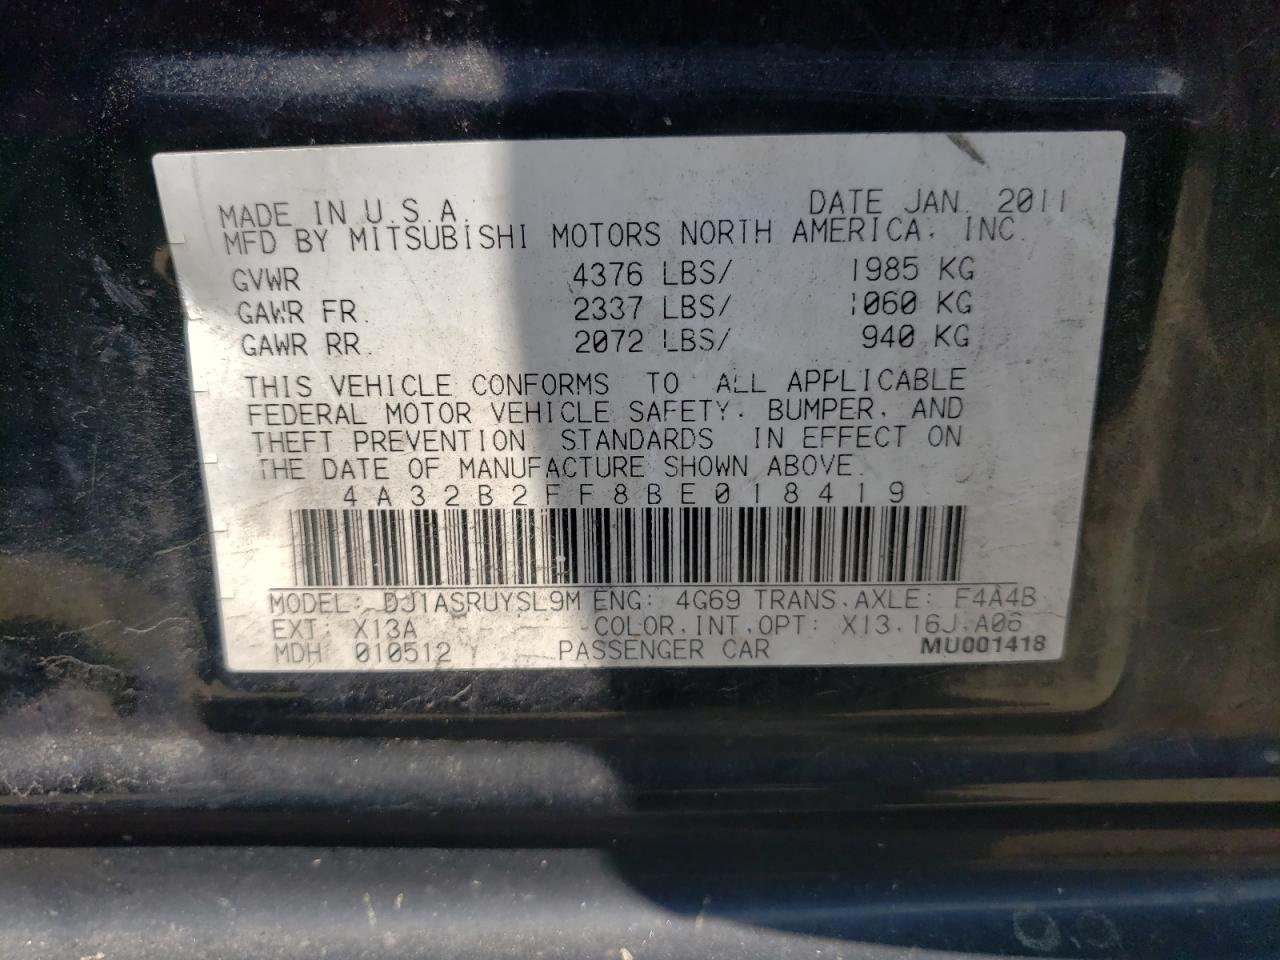 DATE JAN. 2011
MADE IN U.S.A.
MFD BY MITSUBISHI MOTORS NORTH AMERICA, INC
GVWR 4376 LBS/ 1985 KG
GAWR FR. 2337 LBS/ 1060 KG
GAWR RR. 2072 LBS/ 940 KG
THIS VEHICLE CONFORMS TO ALL APPLICABLE
FEDERAL MOTOR VEHICLE SAFETY, BUMPER, AND
THEFT PREVENTION STANDARDS IN EFFECT ON
THE DATE OF MANUFACTURE SHOWN ABOVE.
4A32B2FF8BE018419
MODEL: DJ1ASRUYSL9M ENG: 4G69 TRANS.AXLE: F4A4B
EXT: X13A COLOR.INT.OPT: X13.16J.A06
MDH 010512 PASSENGER CAR MU001418